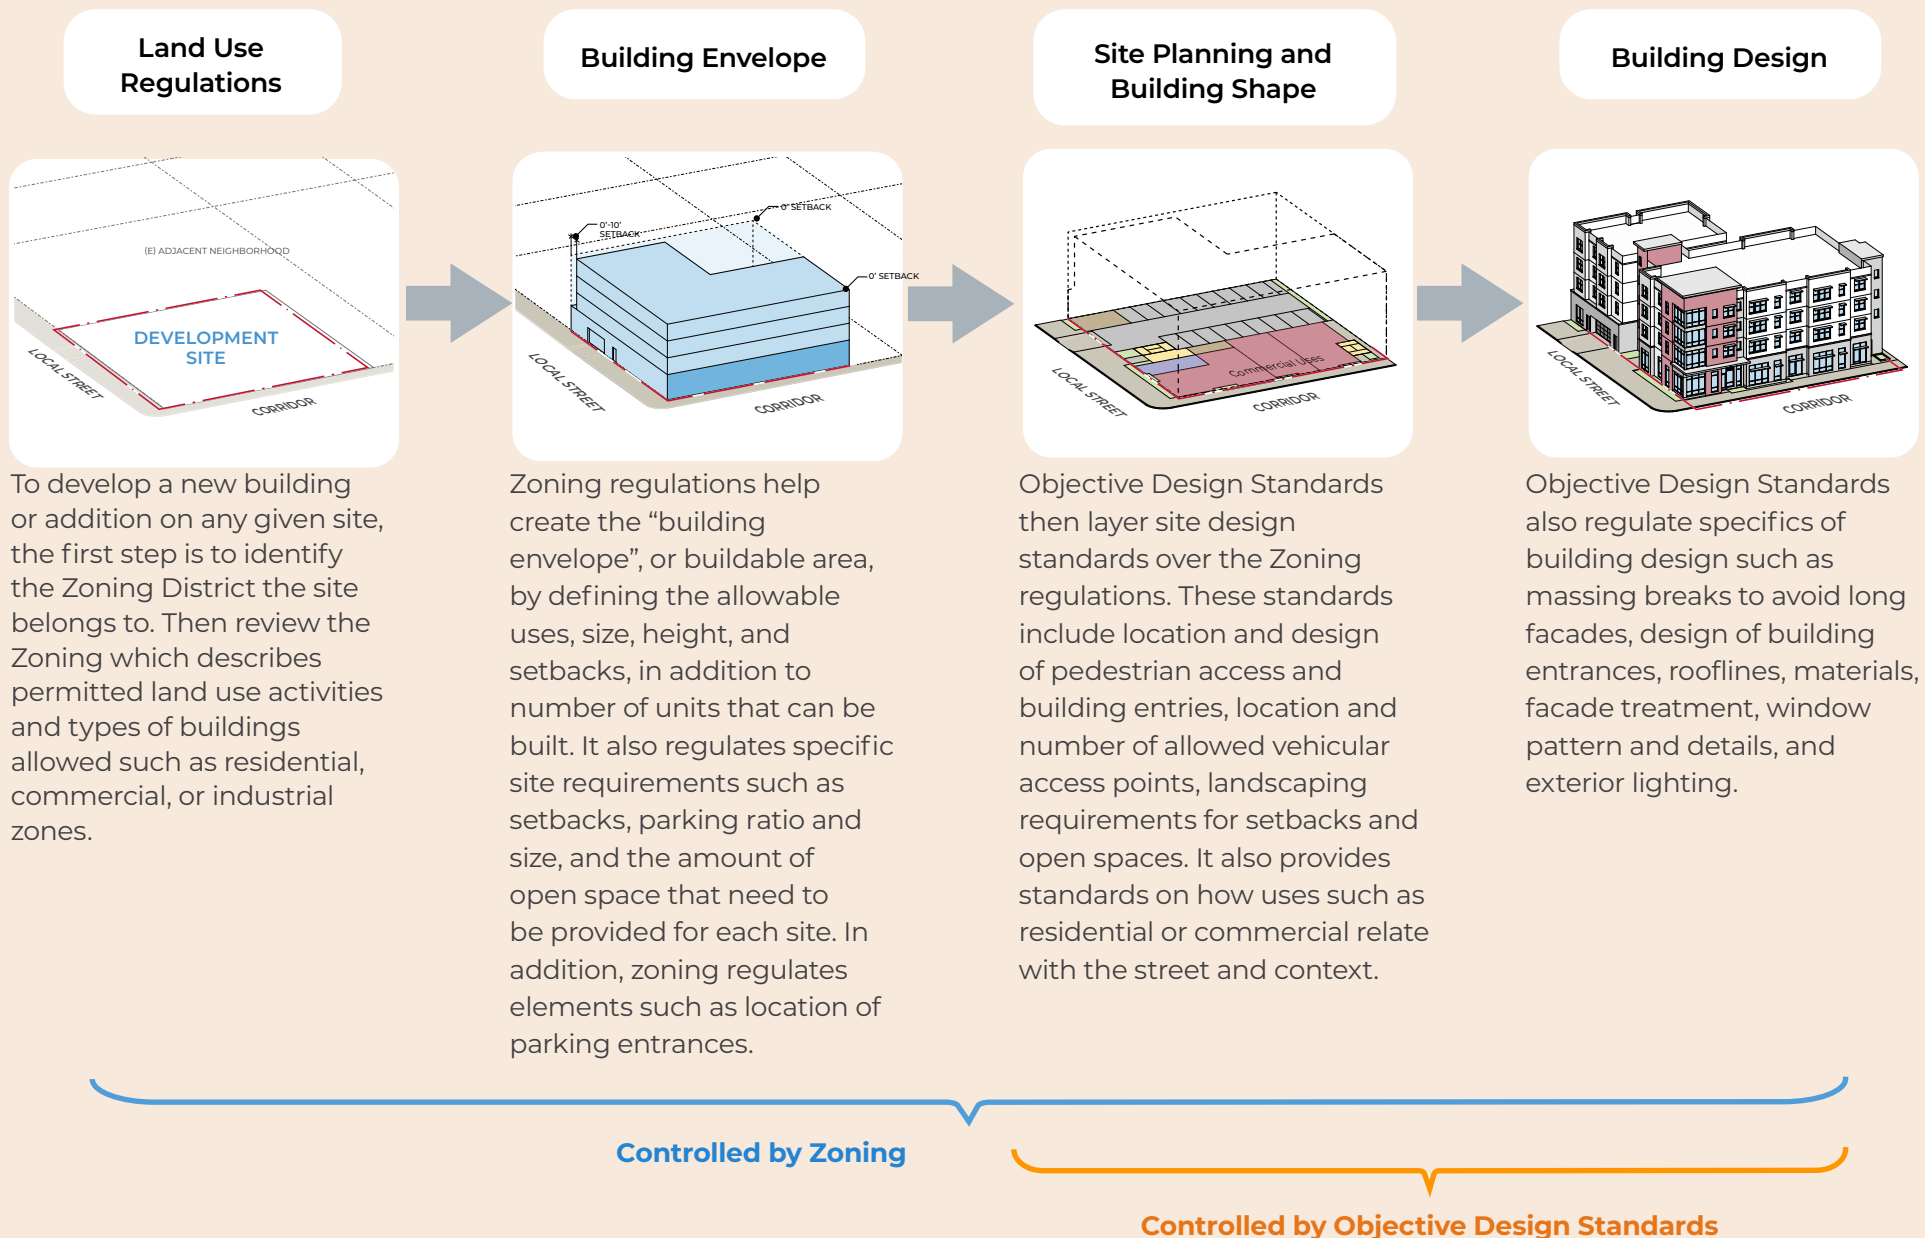 Land Use
Regulations
Building Envelope
Site Planning and
Building Shape
Building Design
(E) ADJACENT NEIGHBORHOOD
DEVELOPMENT
SITE
LOCAL STREET
CORRIDOR
0'-10'
SETBACK
0' SETBACK
0' SETBACK
LOCAL STREET
CORRIDOR
Commercial Uses
LOCAL STREET
CORRIDOR
LOCAL STREET
CORRIDOR
To develop a new building
or addition on any given site,
the first step is to identify
the Zoning District the site
belongs to. Then review the
Zoning which describes
permitted land use activities
and types of buildings
allowed such as residential,
commercial, or industrial
zones.
Zoning regulations help
create the “building
envelope”, or buildable area,
by defining the allowable
uses, size, height, and
setbacks, in addition to
number of units that can be
built. It also regulates specific
site requirements such as
setbacks, parking ratio and
size, and the amount of
open space that need to
be provided for each site. In
addition, zoning regulates
elements such as location of
parking entrances.
Objective Design Standards
then layer site design
standards over the Zoning
regulations. These standards
include location and design
of pedestrian access and
building entries, location and
number of allowed vehicular
access points, landscaping
requirements for setbacks and
open spaces. It also provides
standards on how uses such as
residential or commercial relate
with the street and context.
Objective Design Standards
also regulate specifics of
building design such as
massing breaks to avoid long
facades, design of building
entrances, rooflines, materials,
facade treatment, window
pattern and details, and
exterior lighting.
Controlled by Zoning
Controlled by Objective Design Standards